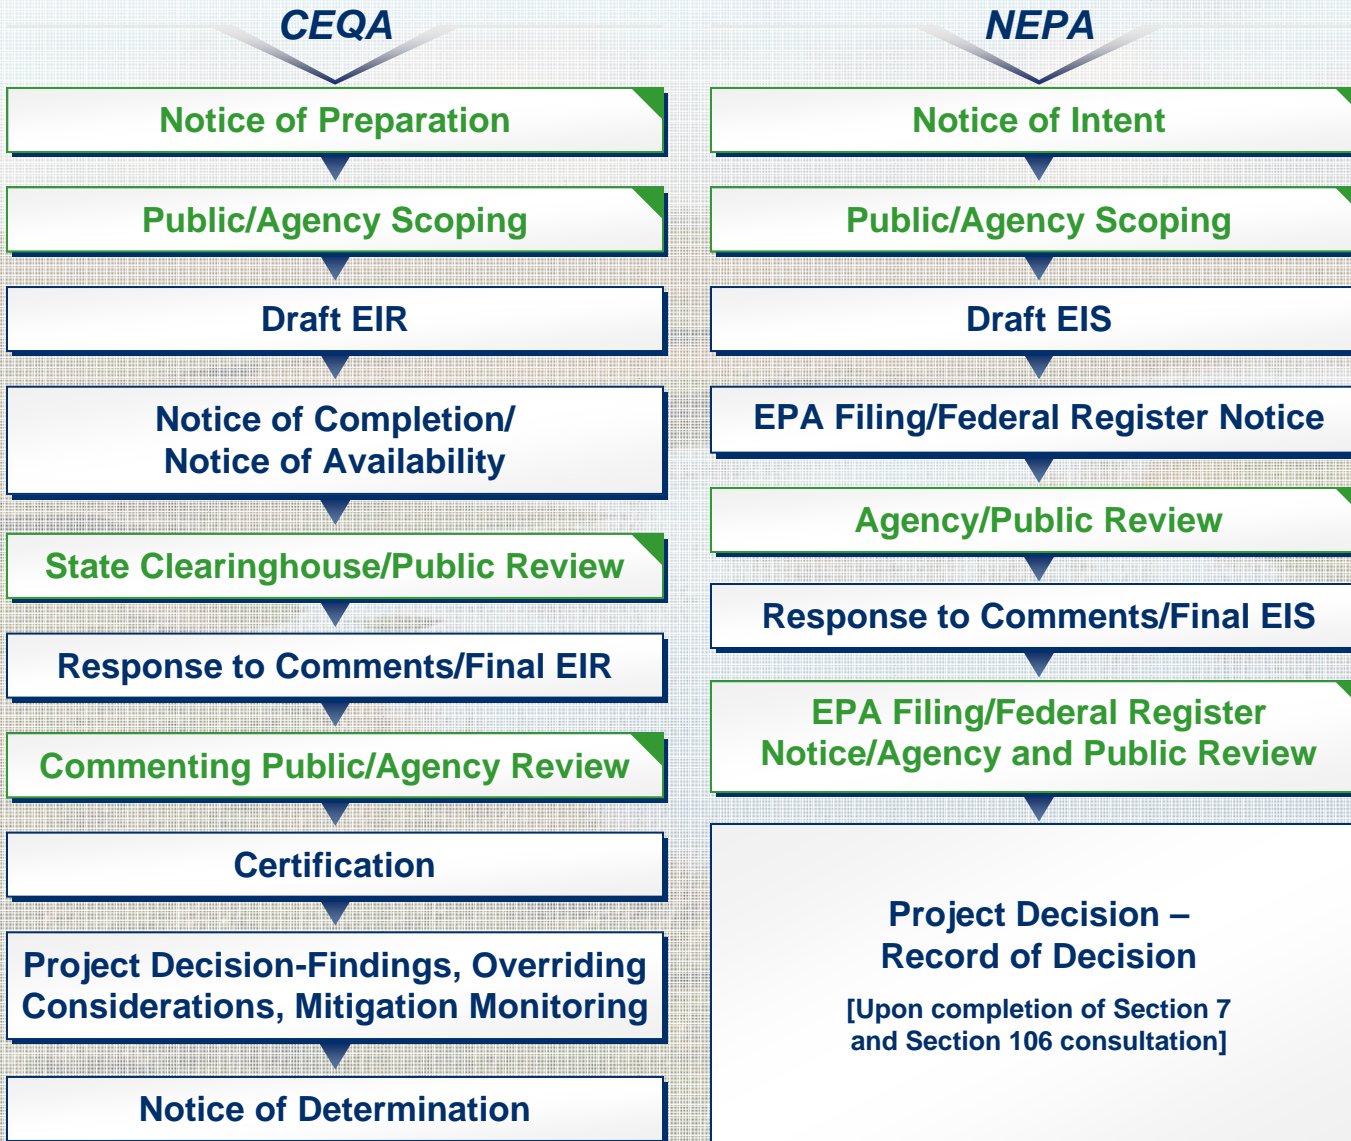 CEQA
Notice of Preparation
Public/Agency Scoping
Draft EIR
Notice of Completion/
Notice of Availability
State Clearinghouse/Public Review
Response to Comments/Final EIR
Commenting Public/Agency Review
Certification
Project Decision-Findings, Overriding
Considerations, Mitigation Monitoring
Notice of Determination
NEPA
Notice of Intent
Public/Agency Scoping
Draft EIS
EPA Filing/Federal Register Notice
Agency/Public Review
Response to Comments/Final EIS
EPA Filing/Federal Register
Notice/Agency and Public Review
Project Decision –
Record of Decision
[Upon completion of Section 7
and Section 106 consultation]